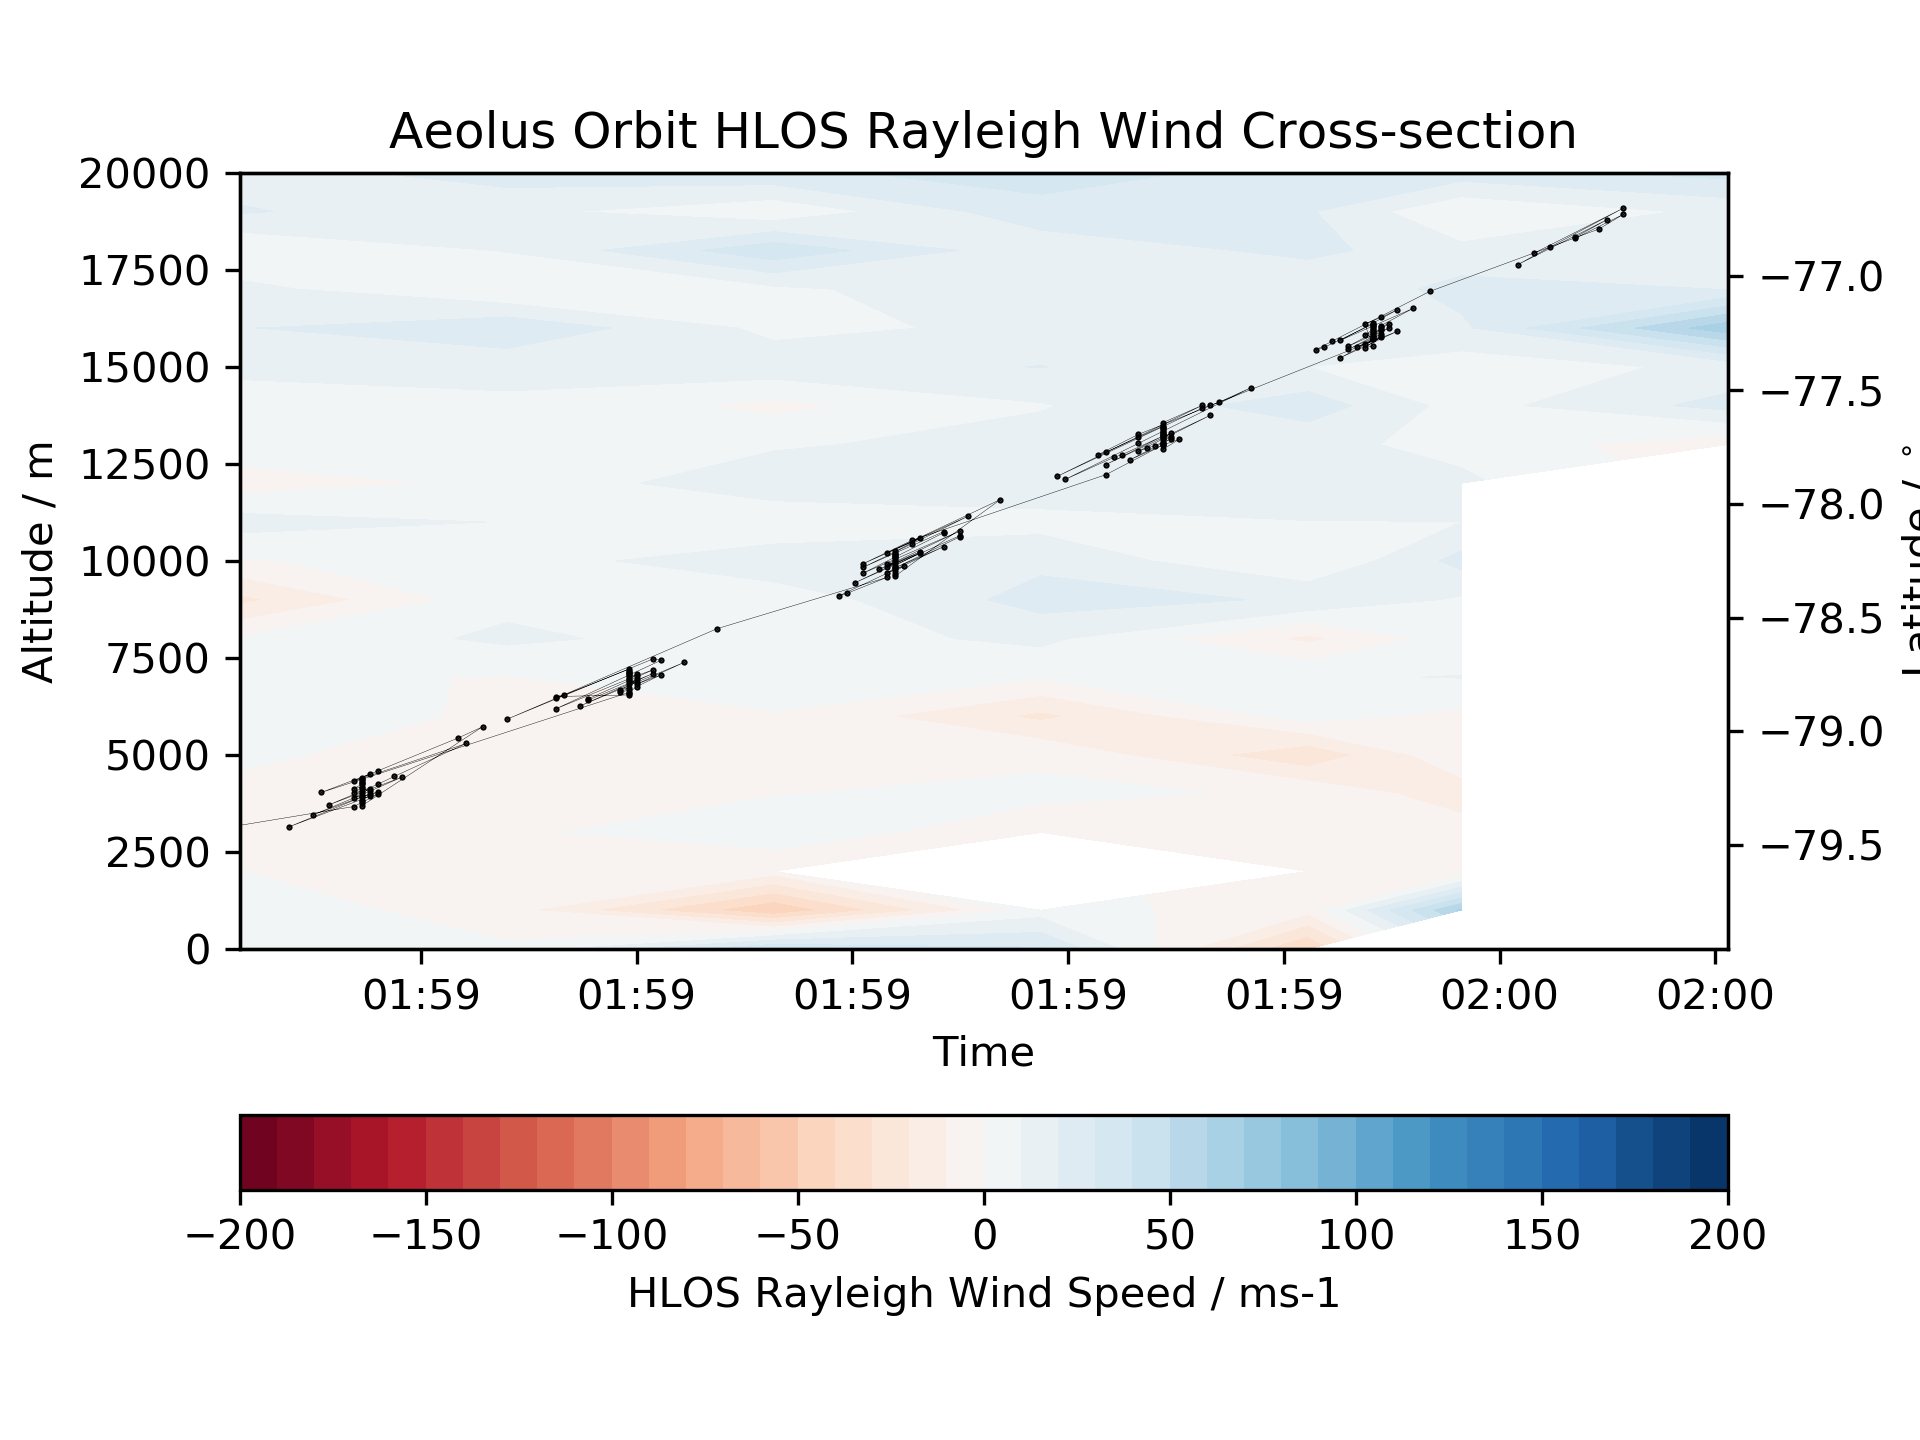 Aeolus Orbit HLOS Rayleigh Wind Cross-section
20000
17500
15000
12500
10000
7500
5000
2500
0
Altitude / m
−77.0
−77.5
−78.0
−78.5
−79.0
−79.5
Latitude / °
01:59 01:59 01:59 01:59 01:59 02:00 02:00
Time
−200 −150 −100 −50 0 50 100 150 200
HLOS Rayleigh Wind Speed / ms-1